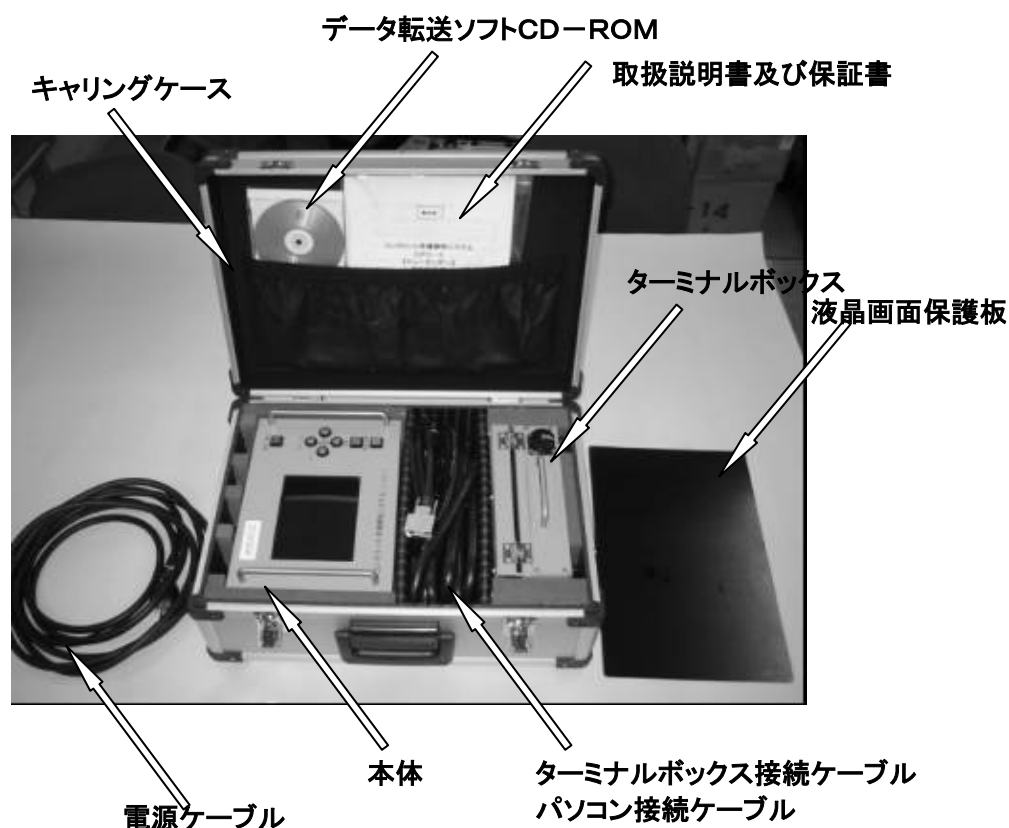 データ転送ソフトCD－ROM
取扱説明書及び保証書
キャリングケース
ターミナルボックス
液晶画面保護板
本体
ターミナルボックス接続ケーブル
パソコン接続ケーブル
電源ケーブル